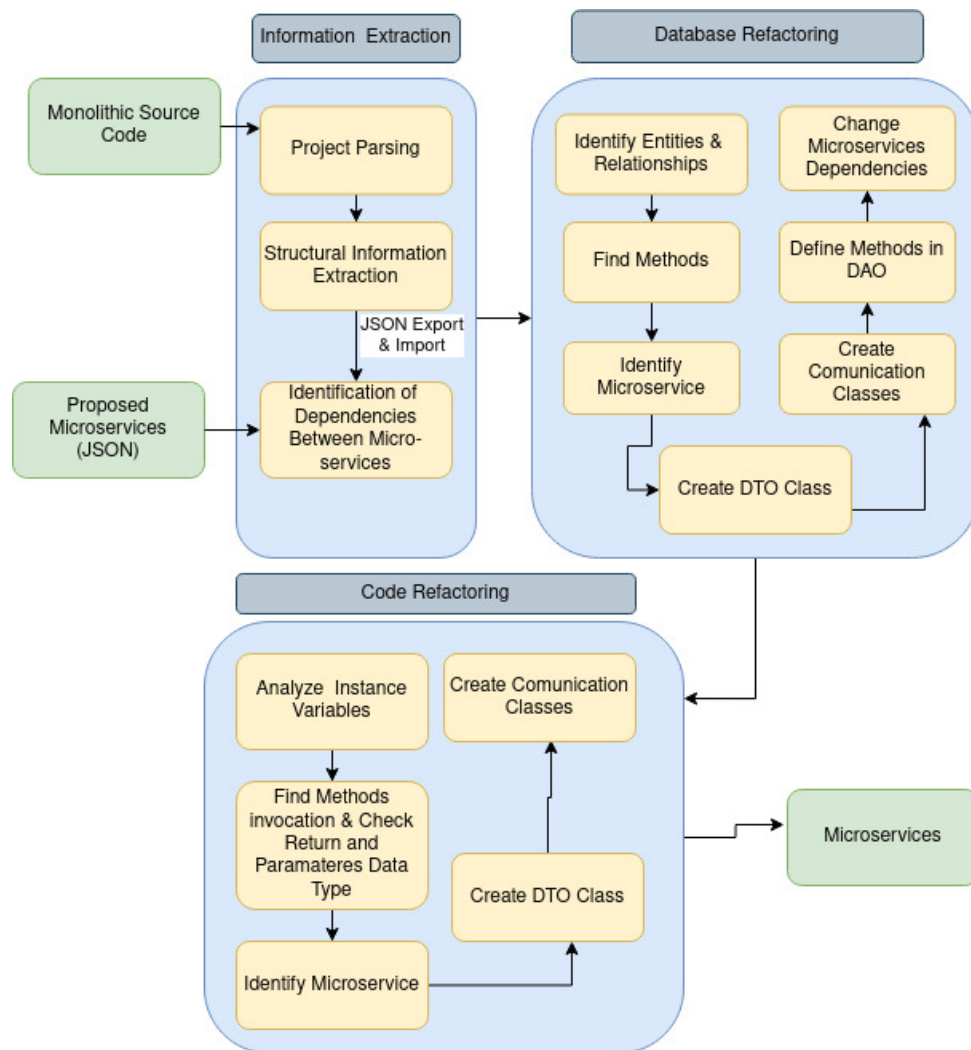 Information Extraction
Database Refactoring
Monolithic Source
Code
Project Parsing
Structural Information
Extraction
JSON Export
& Import
Proposed
Microservices
(JSON)
Identification of
Dependencies
Between Micro-
services
Identify Entities &
Relationships
Find Methods
Identify
Microservice
Create DTO Class
Create
Comunication
Classes
Define Methods in
DAO
Change
Microservices
Dependencies
Code Refactoring
Analyze Instance
Variables
Find Methods
invocation & Check
Return and
Paramateres Data
Type
Identify Microservice
Create DTO Class
Create Comunication
Classes
Microservices